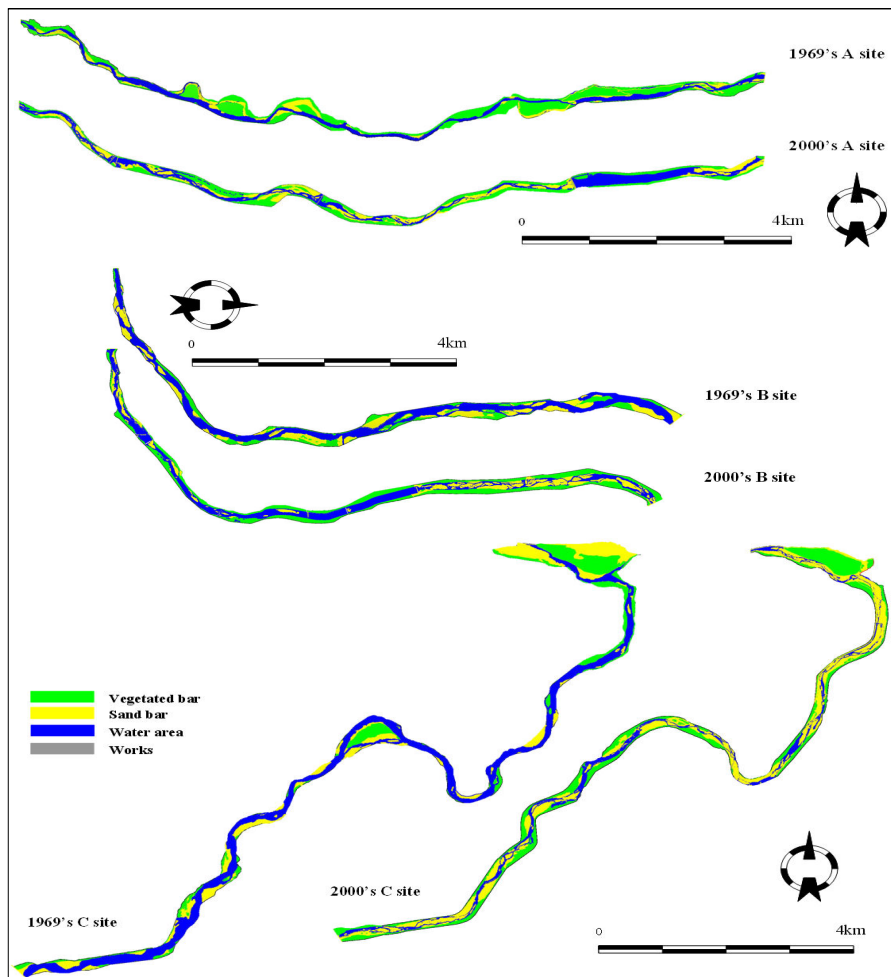 1969's A site
2000's A site
0
4km
0
4km
1969's B site
2000's B site
Vegetated bar
Sand bar
Water area
Works
2000's C site
1969's C site
0
4km